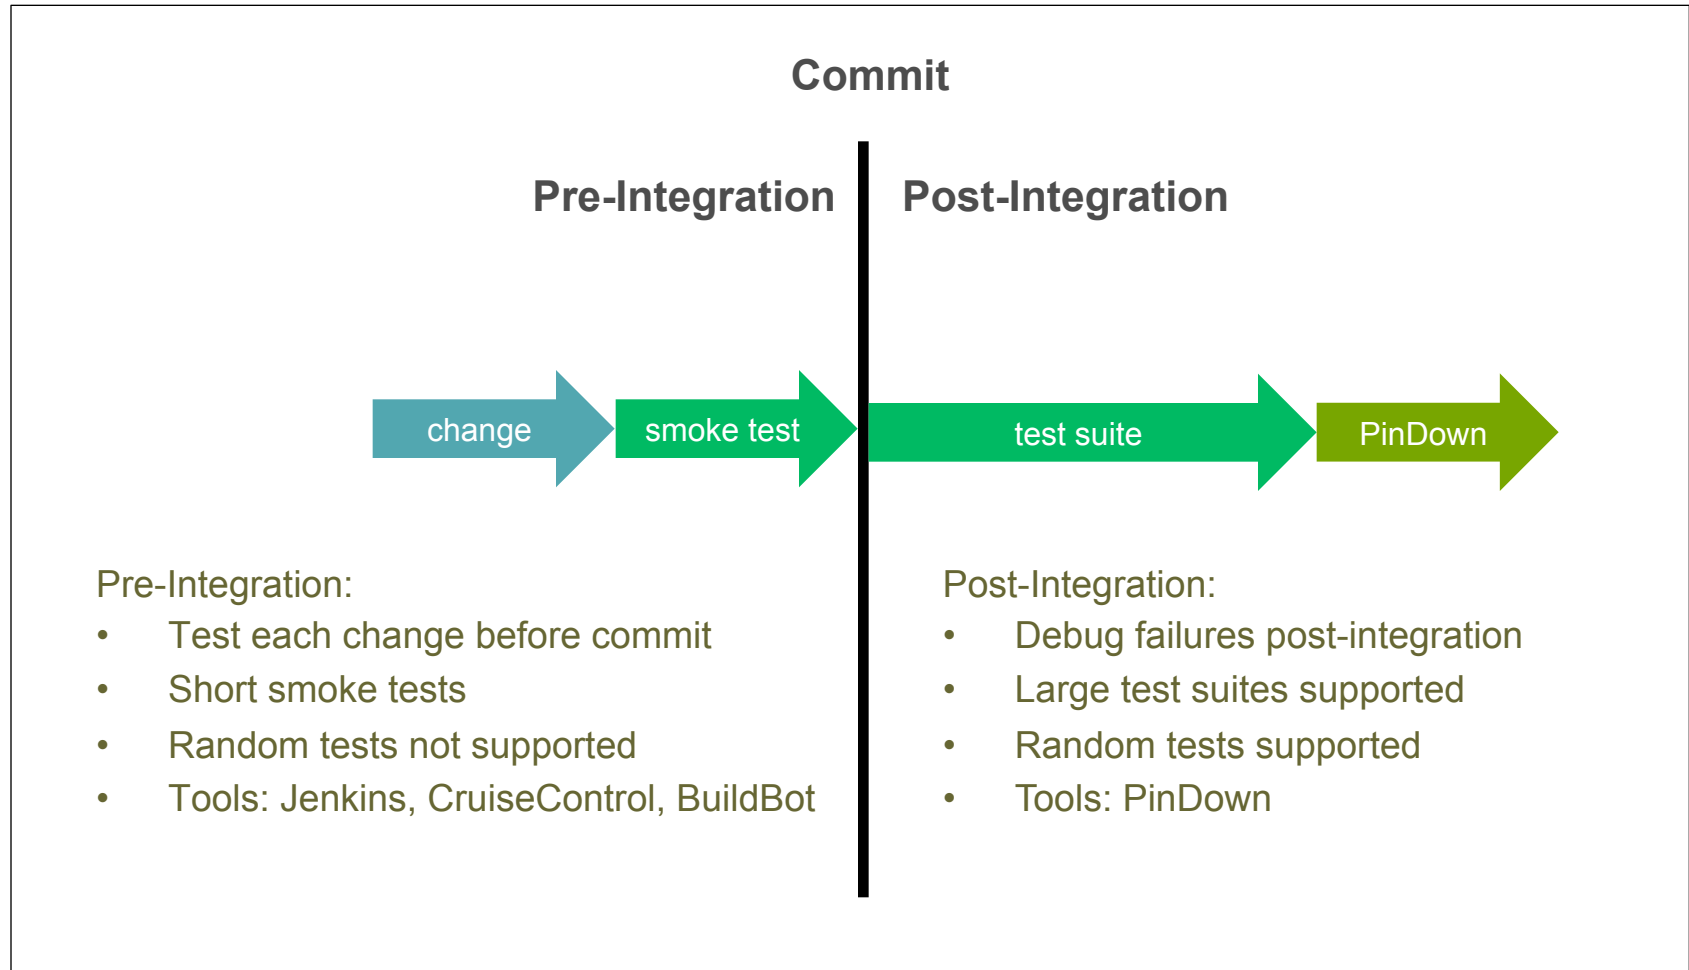 Commit
Pre-Integration
Post-Integration
change
smoke test
test suite
PinDown
Pre-Integration:
• Test each change before commit
• Short smoke tests
• Random tests not supported
• Tools: Jenkins, CruiseControl, BuildBot
Post-Integration:
• Debug failures post-integration
• Large test suites supported
• Random tests supported
• Tools: PinDown